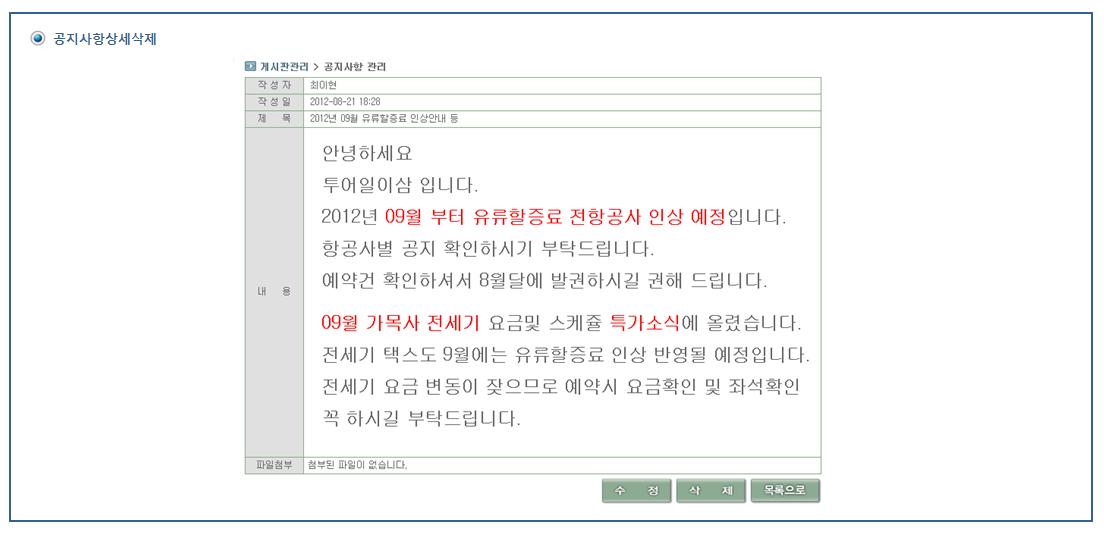 공지사항상세삭제
게시판관리 > 공지사항 관리
작성자 최미현
작성일 2012-08-21 18:28
제 목 2012년 09월 유류할증료 인상안내 등
안녕하세요
투어일이삼 입니다.
2012년 09월 부터 유류할증료 전항공사 인상 예정입니다.
항공사별 공지 확인하시기 부탁드립니다.
예약건 확인하셔서 8월달에 발권하시길 권해 드립니다.
내 용
09월 가목사 전세기 요금및 스케쥴 특가소식에 올렸습니다.
전세기 택스도 9월에는 유류할증료 인상 반영될 예정입니다.
전세기 요금 변동이 잦으므로 예약시 요금확인 및 좌석확인
꼭 하시길 부탁드립니다.
파일첨부 첨부된 파일이 없습니다.
수 정 삭 제 목록으로